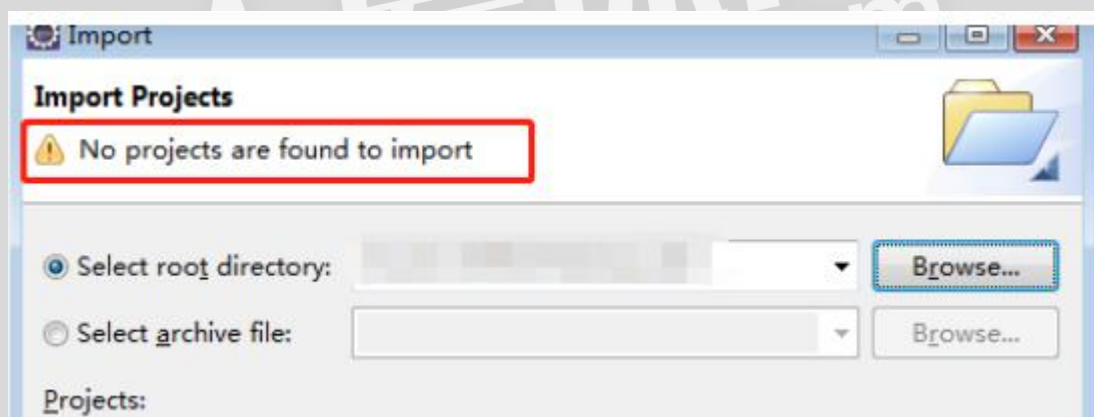 Import
Import Projects
No projects are found to import
Select root directory:
Browse...
Select archive file:
Browse...
Projects: